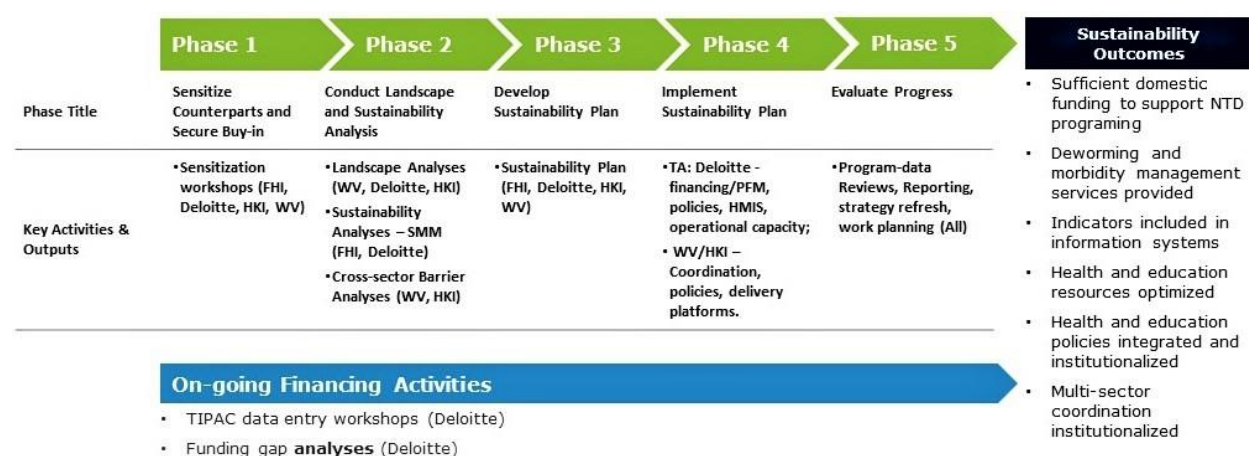 Phase 1
Phase 2
Phase 3
Phase 4
Phase 5
Sustainability
Outcomes
Phase Title
Sensitize
Counterparts and
Secure Buy-in
Conduct Landscape
and Sustainability
Analysis
Develop
Sustainability Plan
Implement
Sustainability Plan
Evaluate Progress
Key Activities &
Outputs
•Sensitization
workshops (FHI,
Deloitte, HKI, WV)
•Landscape Analyses
(WV, Deloitte, HKI)
•Sustainability
Analyses – SMM
(FHI, Deloitte)
•Cross-sector Barrier
Analyses (WV, HKI)
•Sustainability Plan
(FHI, Deloitte, HKI,
WV)
•TA: Deloitte -
financing/PFM,
policies, HMIS,
operational capacity;
• WV/HKI –
Coordination,
policies, delivery
platforms.
•Program-data
Reviews, Reporting,
strategy refresh,
work planning (All)
• Sufficient domestic
funding to support NTD
programing
• Deworming and
morbidity management
services provided
• Indicators included in
information systems
• Health and education
resources optimized
• Health and education
policies integrated and
institutionalized
• Multi-sector
coordination
institutionalized
On-going Financing Activities
• TIPAC data entry workshops (Deloitte)
• Funding gap analyses (Deloitte)